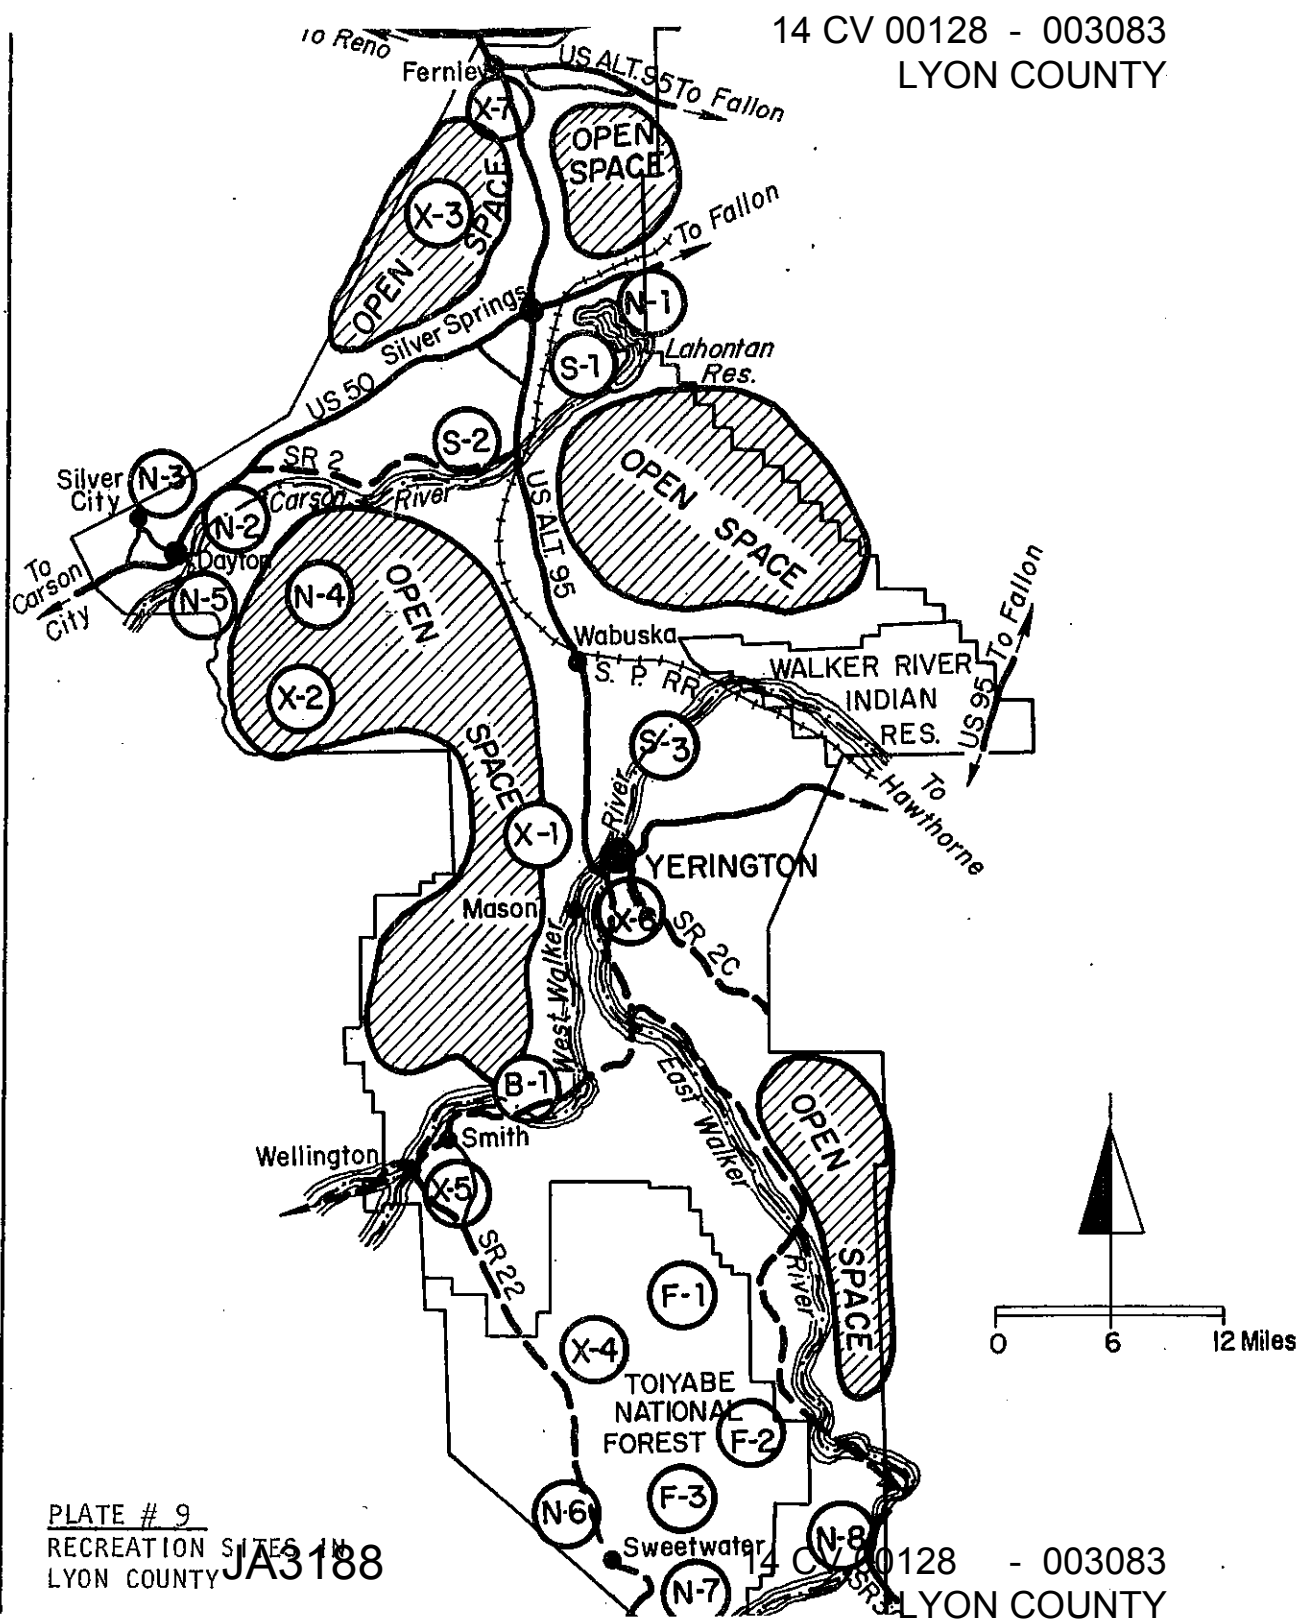 14 CV 00128 - 003083
LYON COUNTY
To Reno
Fernley
US ALT. 95
To Fallon
X-7
OPEN
SPACE
X-3
OPEN SPACE
To Fallon
N-1
Silver Springs
S-1
Lahontan
Res.
US 50
S-2
SR 2
N-3
Silver
City
Carson River
N-2
OPEN SPACE
US ALT. 95
Dayton
To
Carson
City
N-5
N-4
OPEN
X-2
Wabuska
S. P. RR
WALKER RIVER
INDIAN
RES.
US 95
To Fallon
S-3
SPACE
To
Hawthorne
River
X-1
YERINGTON
Mason
X-6
SR 2C
West Walker
B-1
East Walker
OPEN
Smith
Wellington
X-5
SR 22
River
SPACE
F-1
X-4
0 6 12 Miles
TOIYABE
NATIONAL
FOREST
F-2
F-3
N-6
N-8
Sweetwater
N-7
SR3
PLATE # 9
RECREATION SITES IN
LYON COUNTY
JA3188
14 CV 00128 - 003083
LYON COUNTY